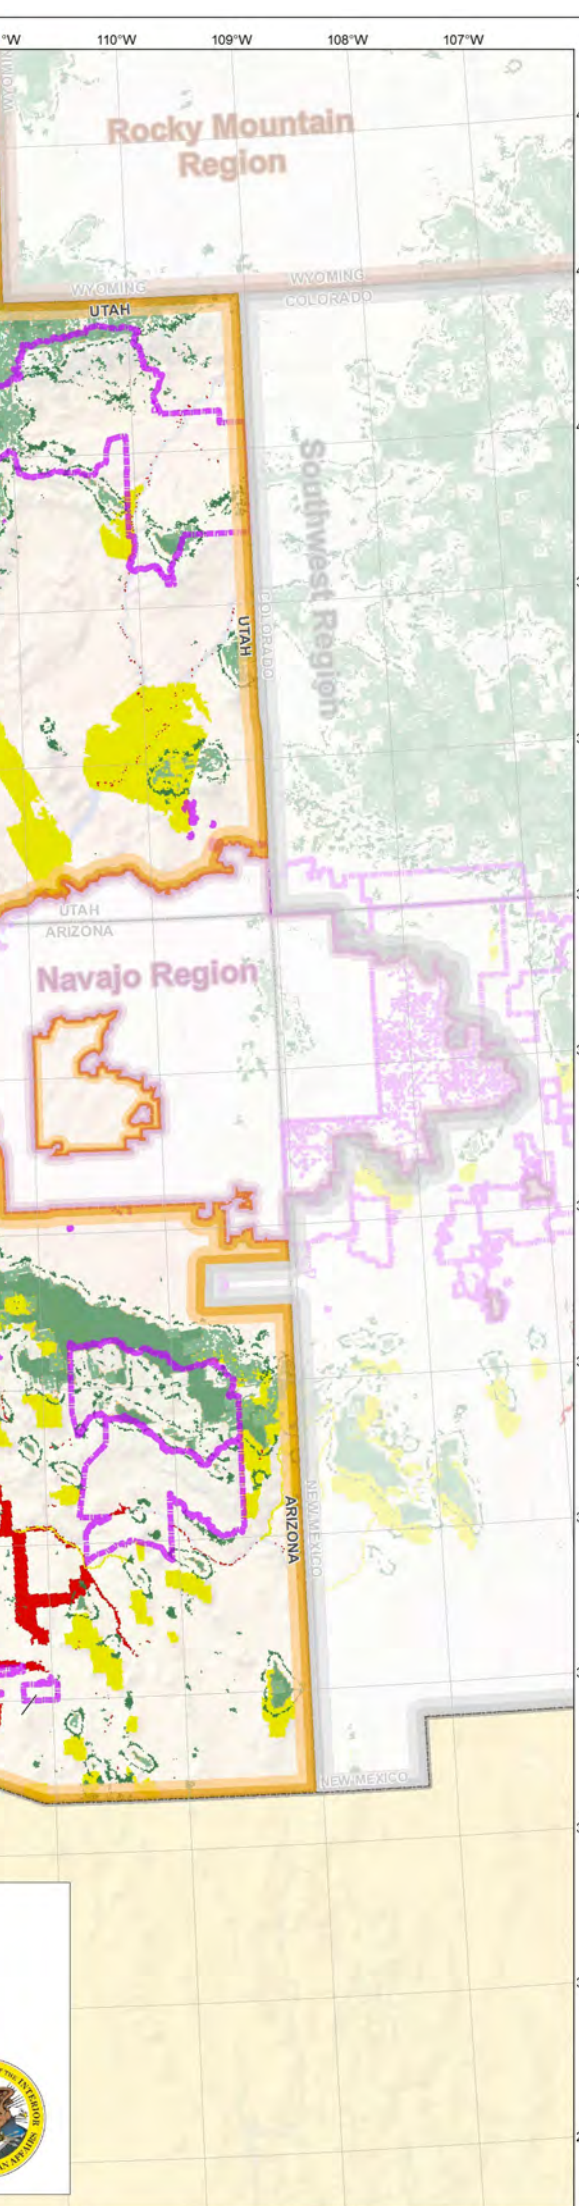 °W 110°W 109°W 108°W 107°W
WYOMING
Rocky Mountain
Region
WYOMING
UTAH
WYOMING
COLORADO
Southwest Region
UTAH
COLORADO
UTAH
ARIZONA
Navajo Region
ARIZONA
NEW MEXICO
NEW MEXICO
THE INTERIOR
AN AFFAIRS